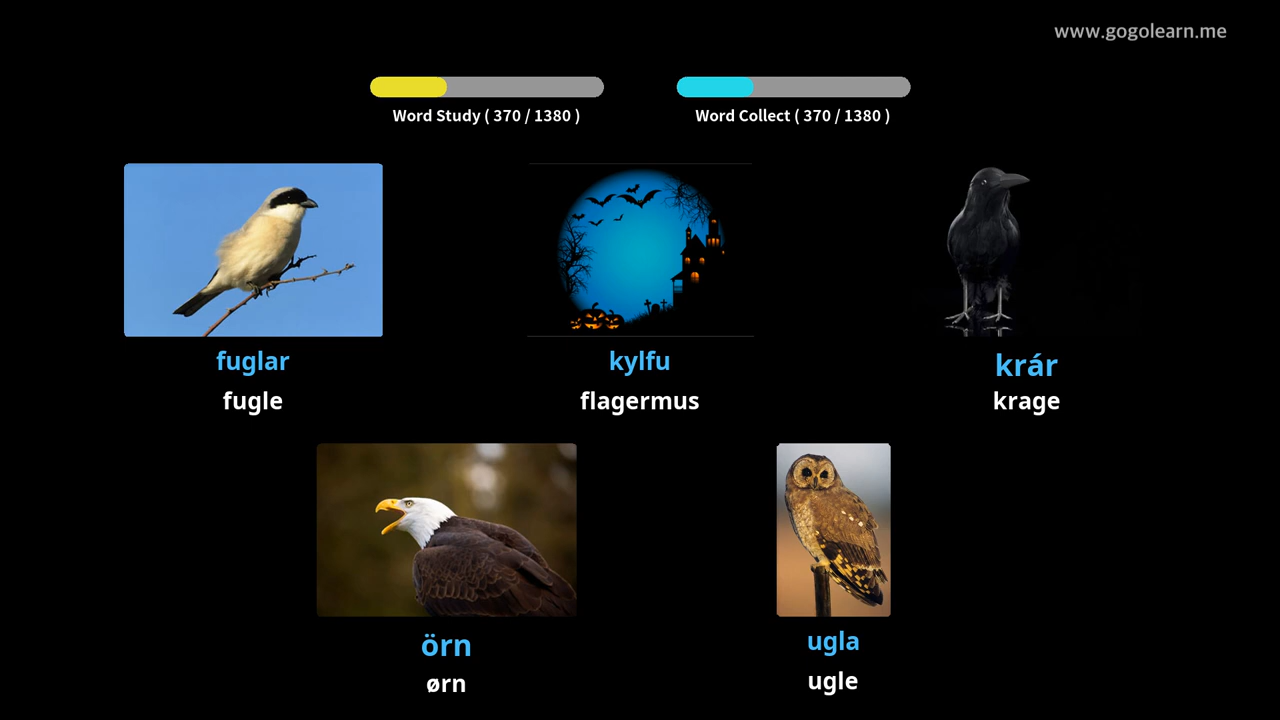 www.gogolearn.me
Word Study ( 370 / 1380 )
Word Collect ( 370 / 1380 )
fuglar
fugle
kylfu
flagermus
krár
krage
örn
ørn
ugla
ugle